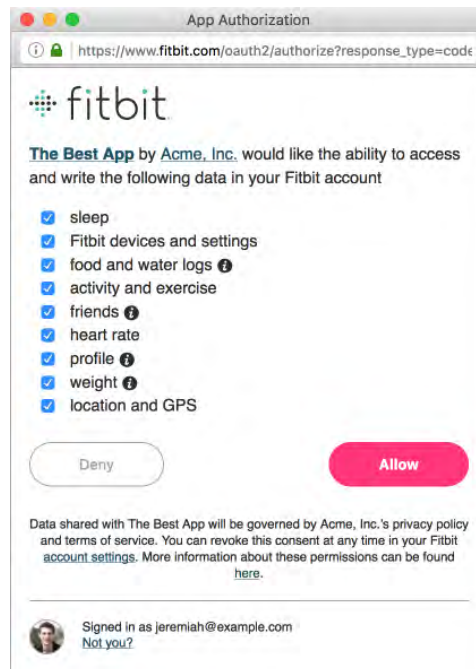 App Authorization
https://www.fitbit.com/oauth2/authorize?response_type=code
fitbit
The Best App by Acme, Inc. would like the ability to access
and write the following data in your Fitbit account
sleep
Fitbit devices and settings
food and water logs
activity and exercise
friends
heart rate
profile
weight
location and GPS
Deny
Allow
Data shared with The Best App will be governed by Acme, Inc.'s privacy policy
and terms of service. You can revoke this consent at any time in your Fitbit
account settings. More information about these permissions can be found
here.
Signed in as jeremiah@example.com
Not you?